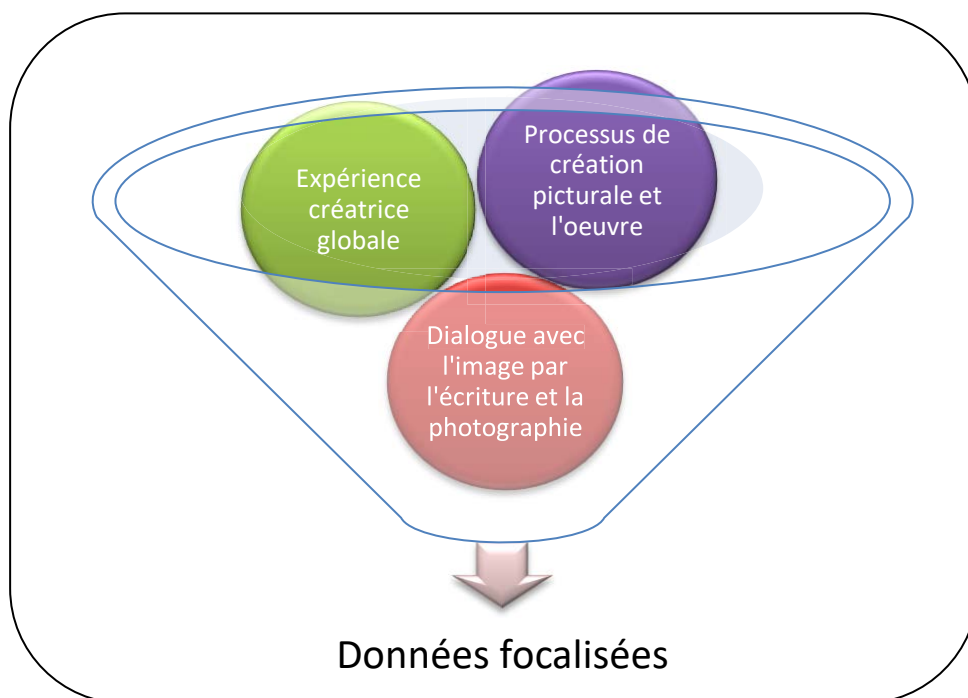 Expérience
créatrice
globale
Processus de
création
picturale et
l'oeuvre
Dialogue avec
l'image par
l'écriture et la
photographie
Données focalisées